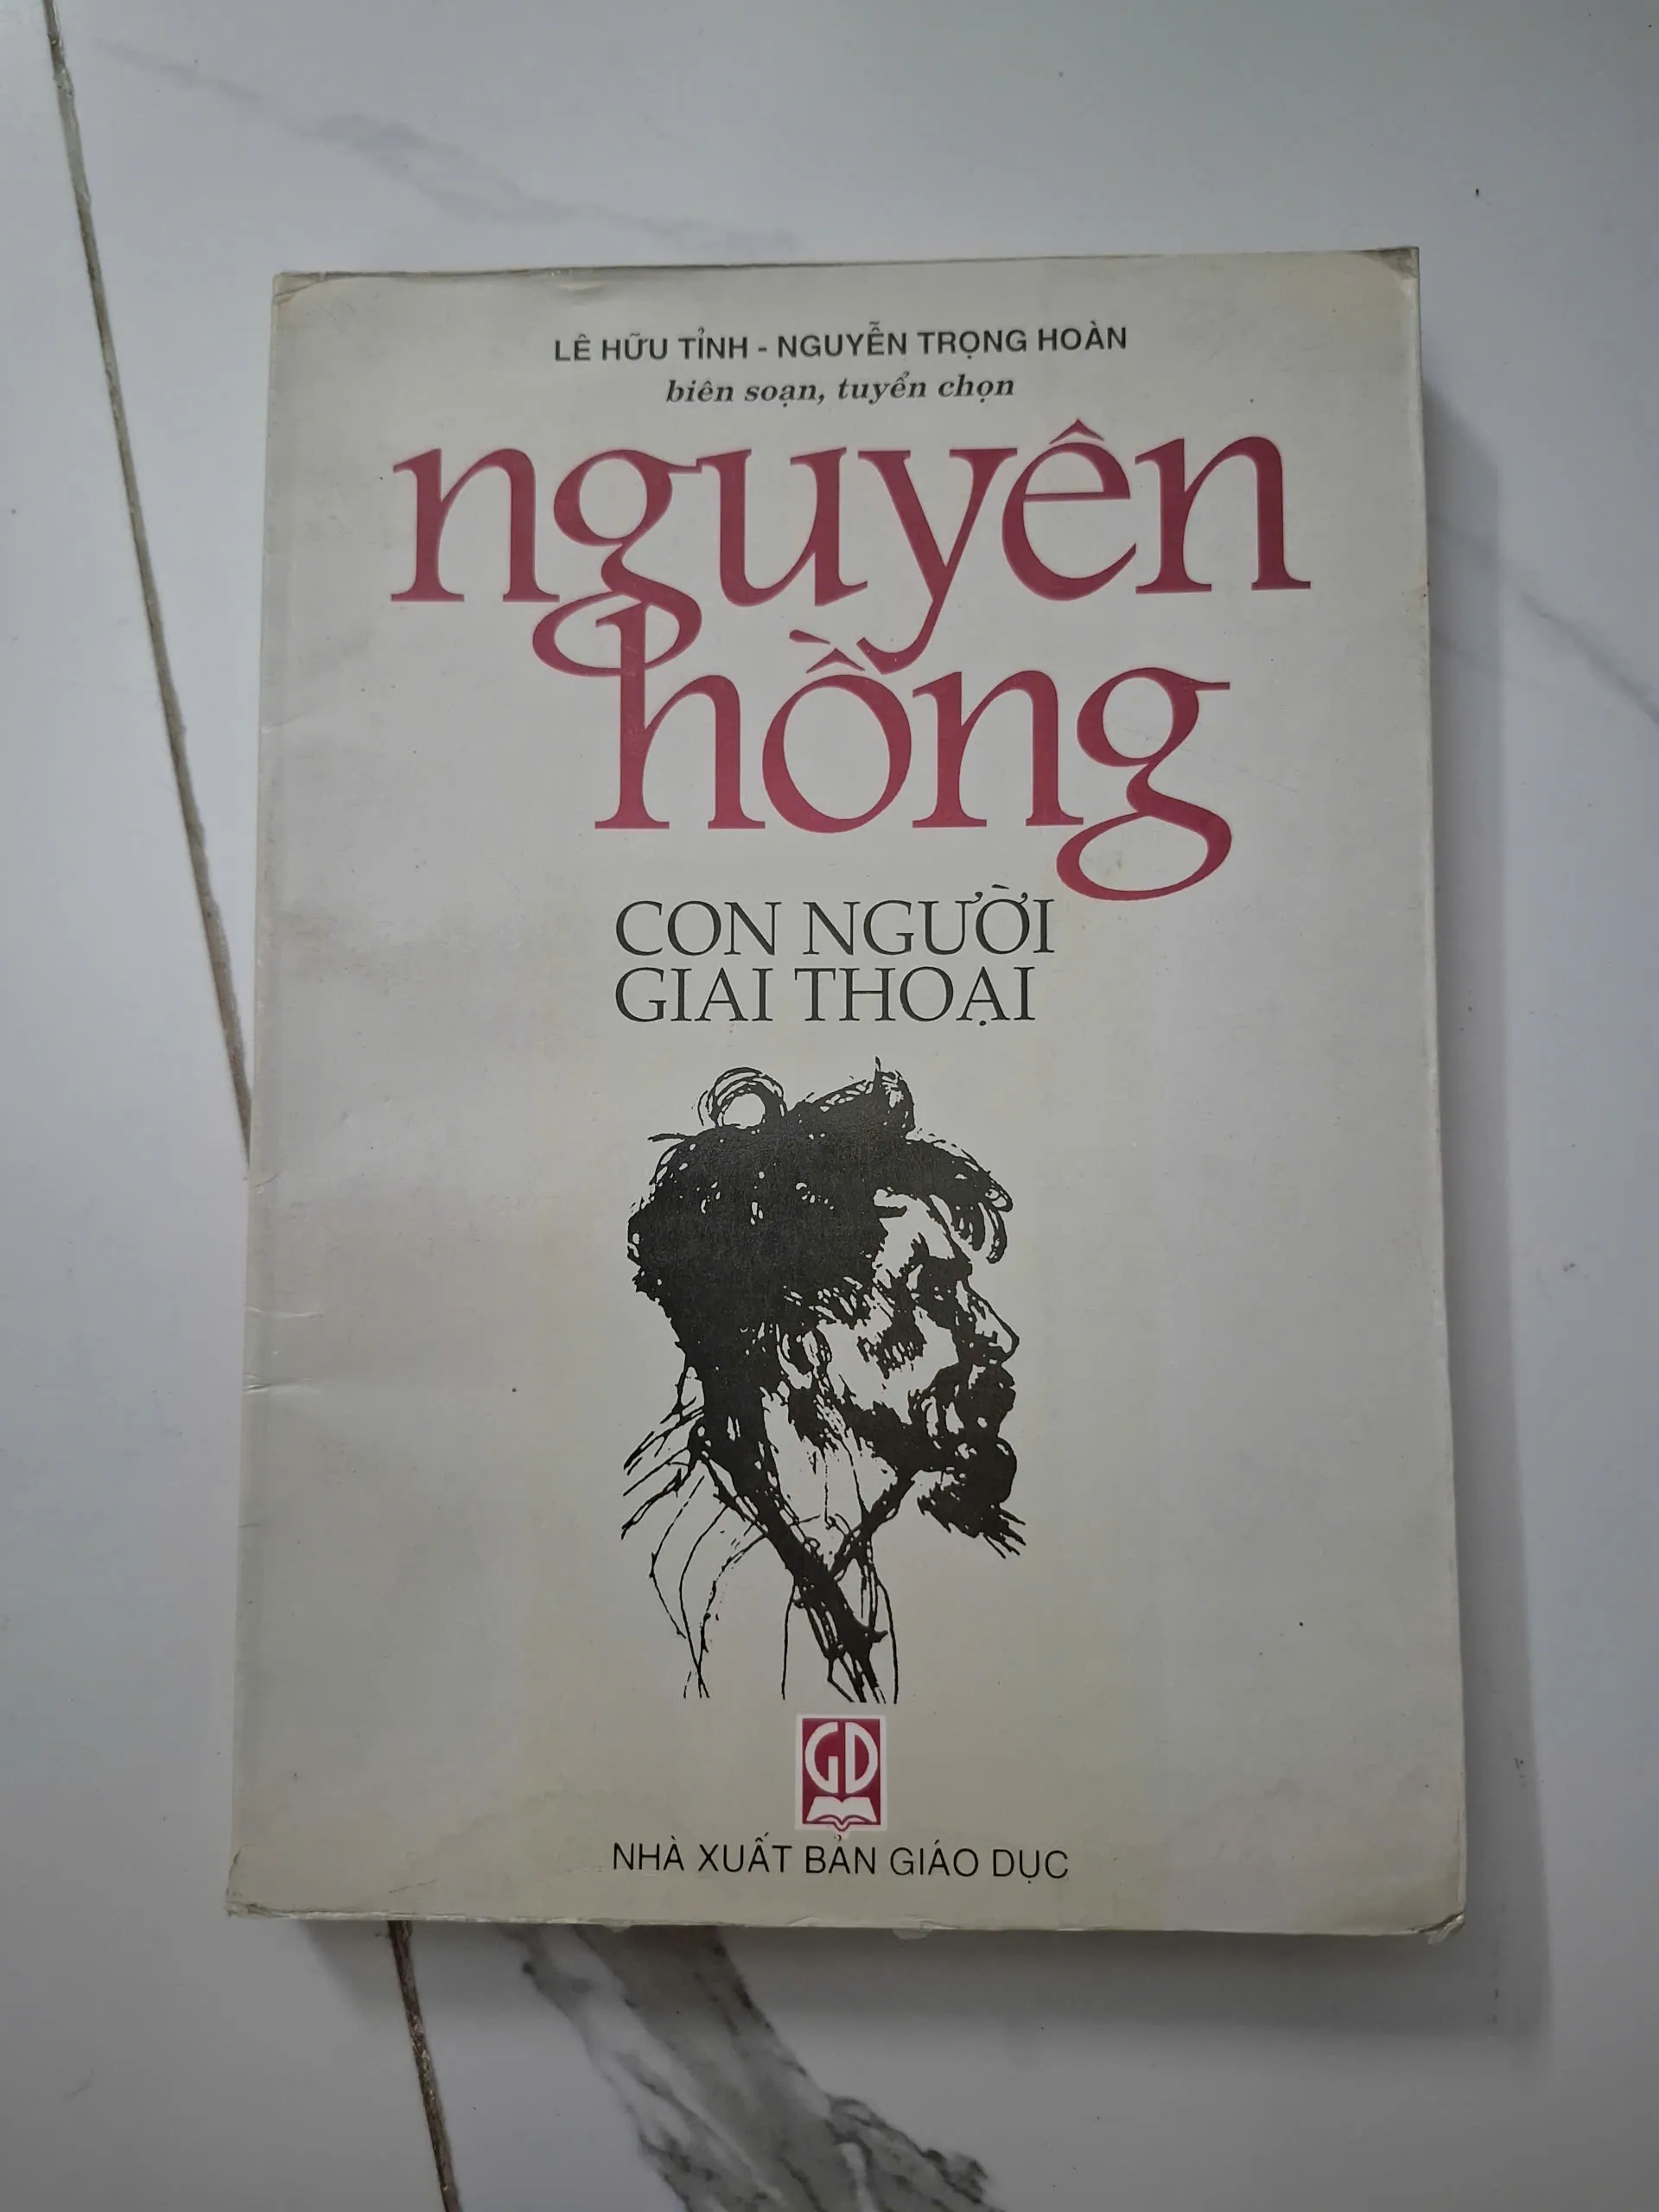 LÊ HỮU TỈNH - NGUYỄN TRỌNG HOÀN
biên soạn, tuyển chọn
nguyên
hồng
CON NGƯỜI
GIAI THOẠI
GD
NHÀ XUẤT BẢN GIÁO DỤC